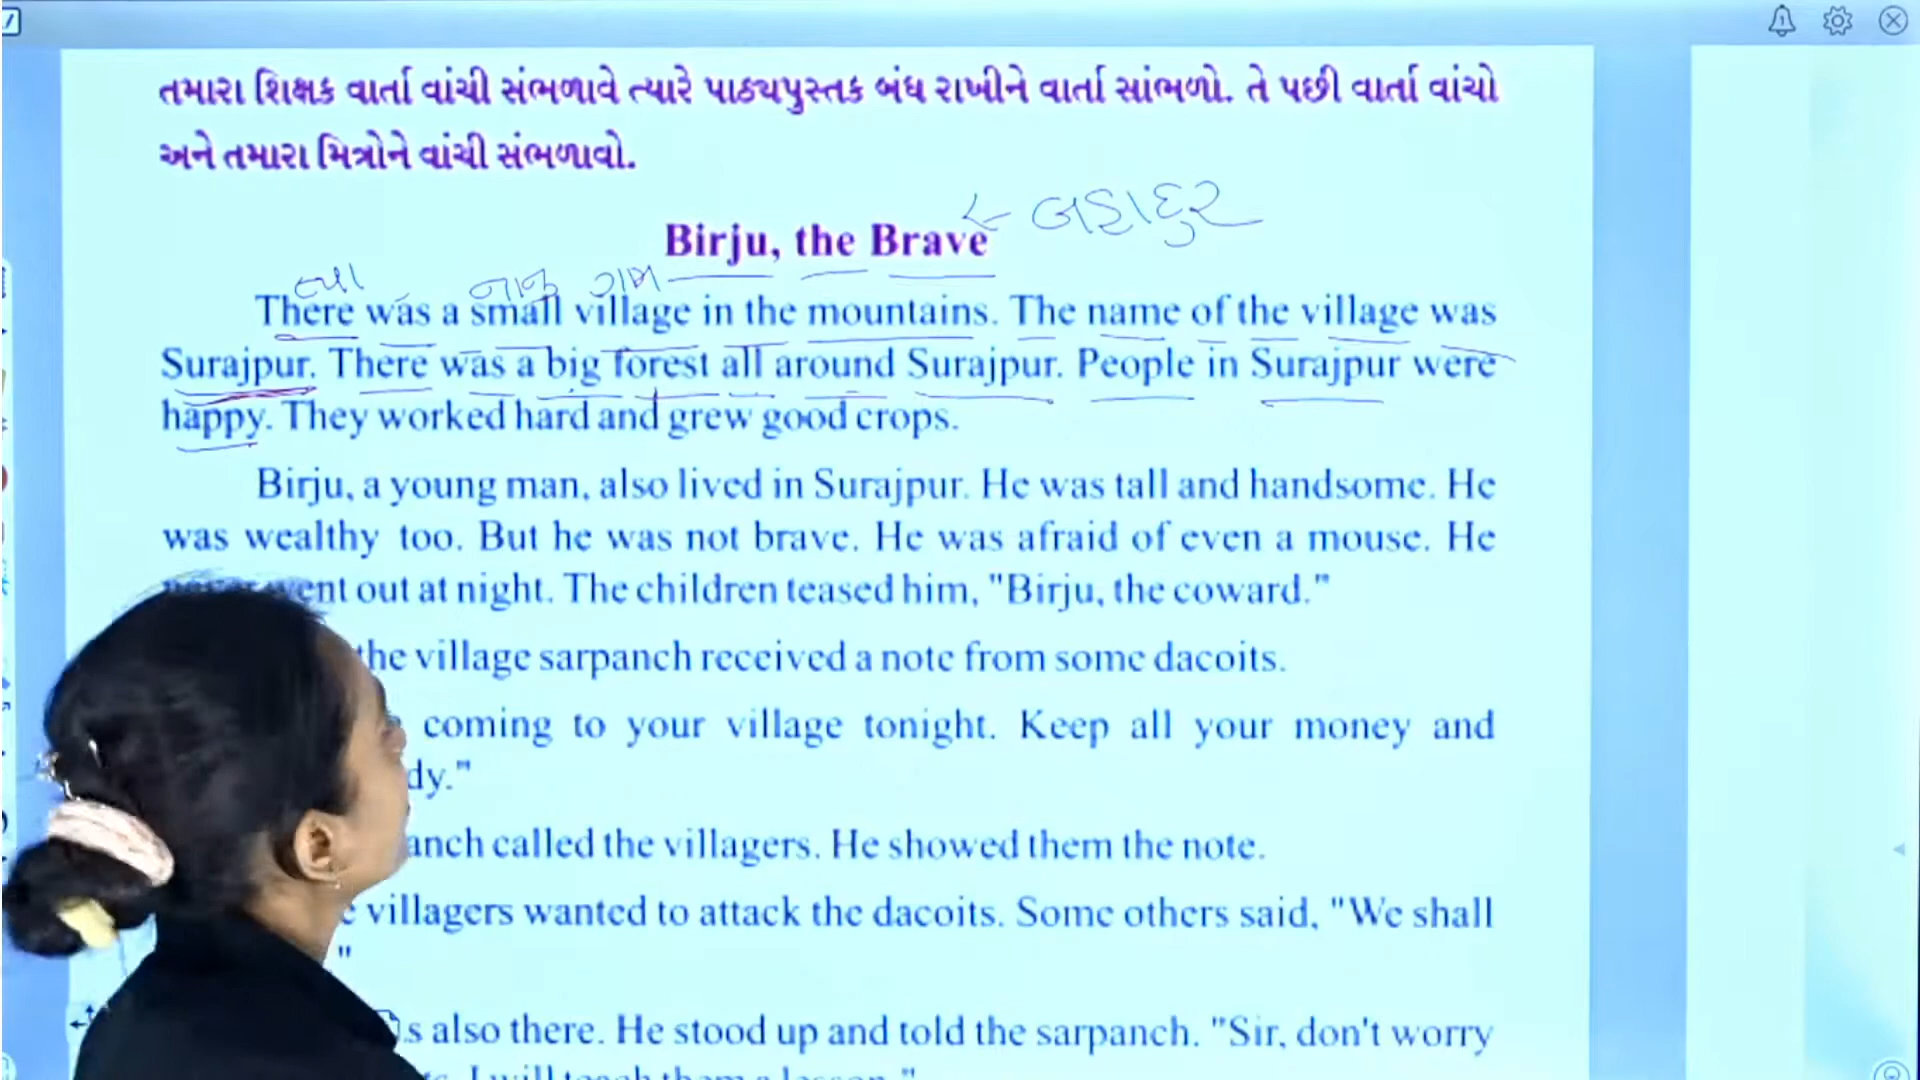 તમારા શિક્ષક વાર્તા વાંચી સંભળાવે ત્યારે પાઠ્યપુસ્તક બંધ રાખીને વાર્તા સાંભળો. તે પછી વાર્તા વાંચો
અને તમારા મિત્રોને વાંચી સંભળાવો.
← બહાદુર
Birju, the Brave
ત્યાં નાનું ગામ
There was a small village in the mountains. The name of the village was
Surajpur. There was a big forest all around Surajpur. People in Surajpur were
happy. They worked hard and grew good crops.
Birju, a young man, also lived in Surajpur. He was tall and handsome. He
was wealthy too. But he was not brave. He was afraid of even a mouse. He
out at night. The children teased him, "Birju, the coward."
the village sarpanch received a note from some dacoits.
coming to your village tonight. Keep all your money and
dy."
anch called the villagers. He showed them the note.
villagers wanted to attack the dacoits. Some others said, "We shall
"
s also there. He stood up and told the sarpanch. "Sir, don't worry
I will teach them a lesson."